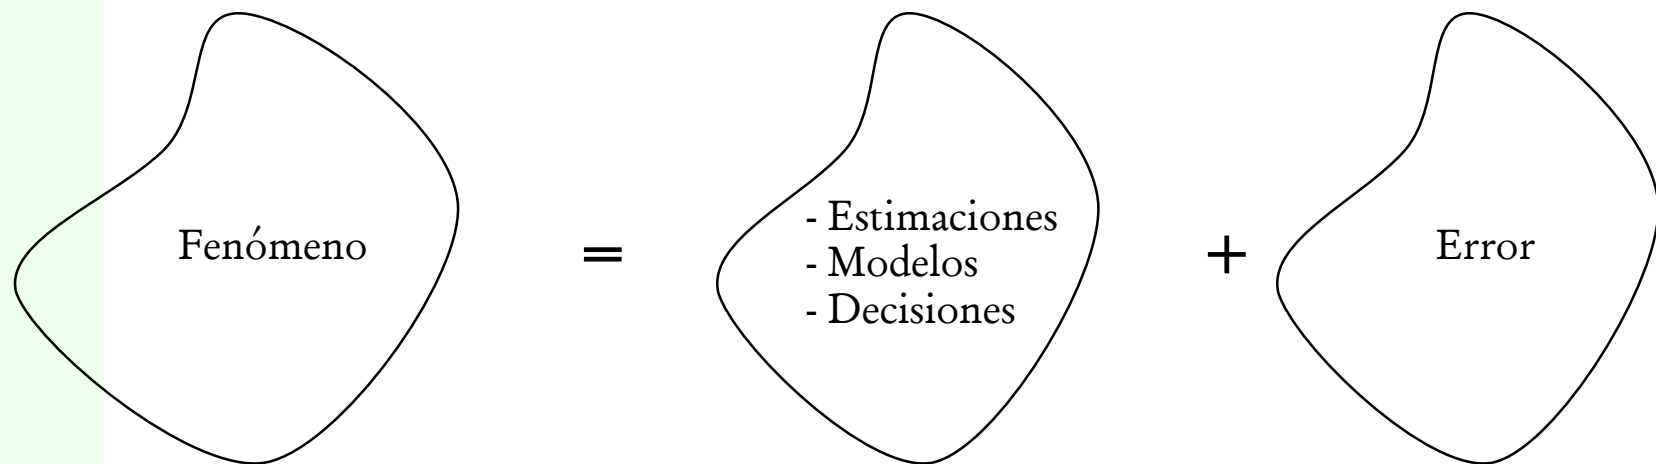 Fenómeno
=
- Estimaciones
- Modelos
- Decisiones
+
Error